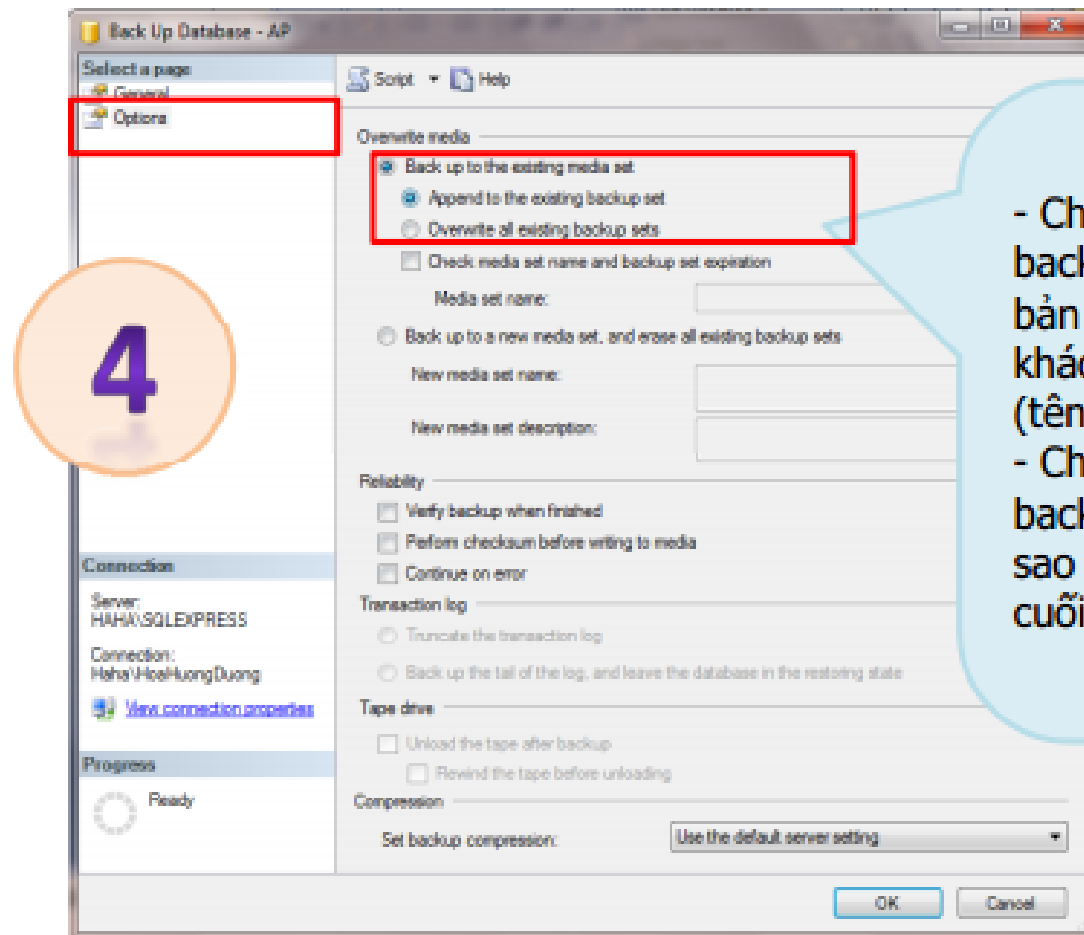 Back Up Database - AP
Select a page
General
Options
Script
Help
Overwrite media
Back up to the existing media set
Append to the existing backup set
Overwrite all existing backup sets
Check media set name and backup set expiration
Media set name:
Back up to a new media set, and erase all existing backup sets
New media set name:
New media set description:
Reliability
Verify backup when finished
Perform checksum before writing to media
Continue on error
Transaction log
Truncate the transaction log
Back up the tail of the log, and leave the database in the restoring state
Tape drive
Unload the tape after backup
Rewind the tape before unloading
Compression
Set backup compression:
Use the default server setting
OK
Cancel
Connection
Server:
HAHA\SQLEXPRESS
Connection:
Haha\HoaHuongDuong
View connection properties
Progress
Ready
4
- Ch
back
bản
khác
(tên
- Ch
back
sao
cuối